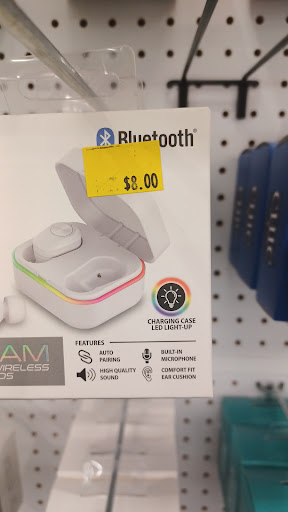 Bluetooth®
$8.00
CHARGING CASE
LED LIGHT-UP
AM
WIRELESS
DS
FEATURES
AUTO
PAIRING
BUILT-IN
MICROPHONE
HIGH QUALITY
SOUND
COMFORT FIT
EAR CUSHION